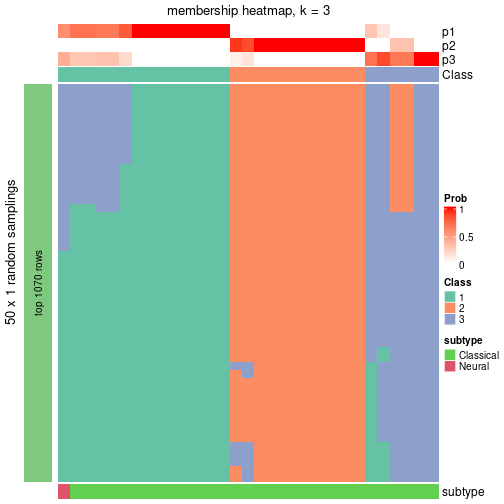 membership heatmap, k = 3
p1
p2
p3
Class
50 x 1 random samplings
top 1070 rows
Prob
1
0.5
0
Class
1
2
3
subtype
Classical
Neural
subtype